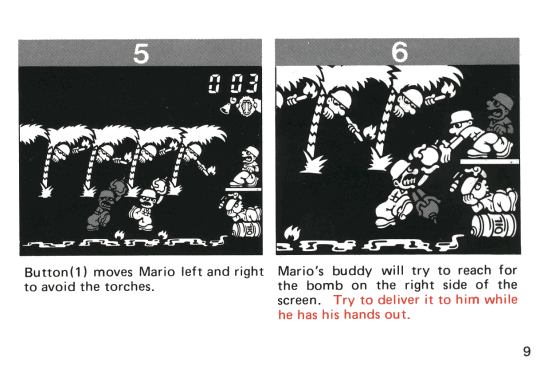 5
6
003
OIL
OIL
Button(1) moves Mario left and right
to avoid the torches.
Mario's buddy will try to reach for
the bomb on the right side of the
screen. Try to deliver it to him while
he has his hands out.
9